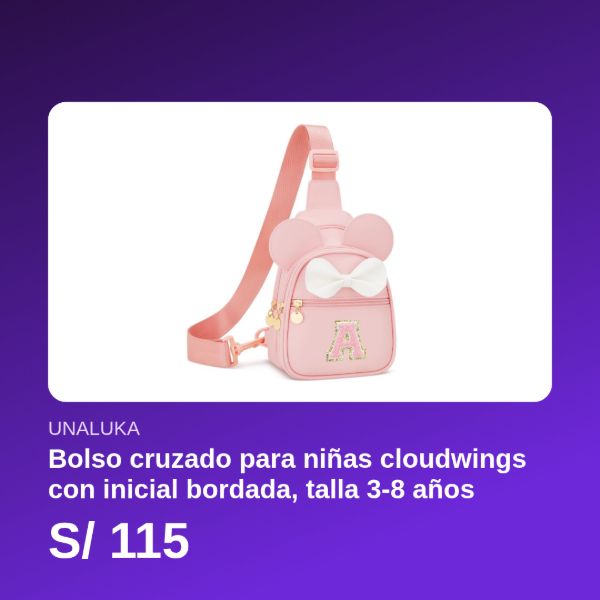 A
UNALUKA
Bolso cruzado para niñas cloudwings
con inicial bordada, talla 3-8 años
S/ 115